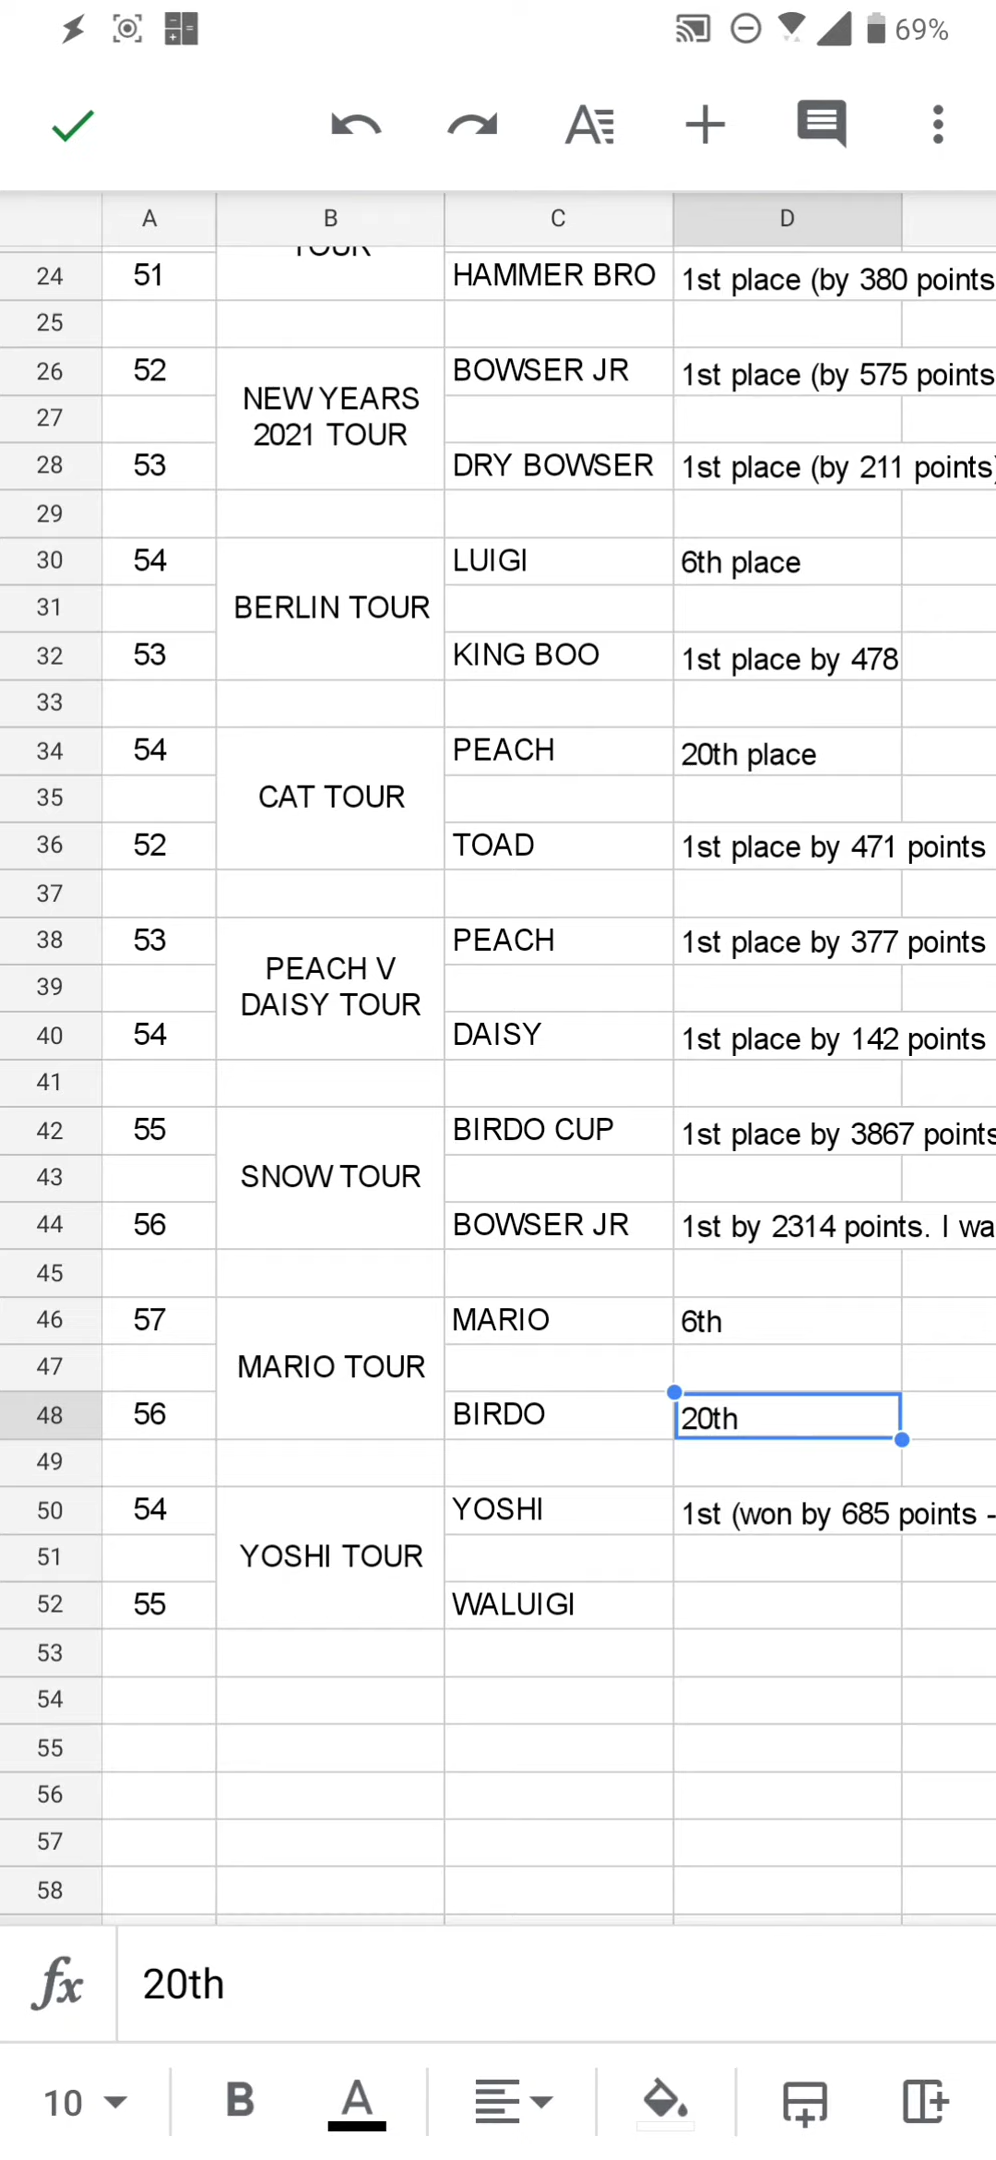 69%
A B C D
TOUR
24 51 HAMMER BRO 1st place (by 380 points
25
26 52 BOWSER JR 1st place (by 575 points
NEW YEARS
27
2021 TOUR
28 53 DRY BOWSER 1st place (by 211 points)
29
30 54 LUIGI 6th place
31 BERLIN TOUR
32 53 KING BOO 1st place by 478
33
34 54 PEACH 20th place
35 CAT TOUR
36 52 TOAD 1st place by 471 points
37
38 53 PEACH 1st place by 377 points
PEACH V
39
DAISY TOUR
40 54 DAISY 1st place by 142 points
41
42 55 BIRDO CUP 1st place by 3867 points
43 SNOW TOUR
44 56 BOWSER JR 1st by 2314 points. I wa
45
46 57 MARIO 6th
47 MARIO TOUR
48 56 BIRDO 20th
49
50 54 YOSHI 1st (won by 685 points -
51 YOSHI TOUR
52 55 WALUIGI
53
54
55
56
57
58
fx 20th
10 B A